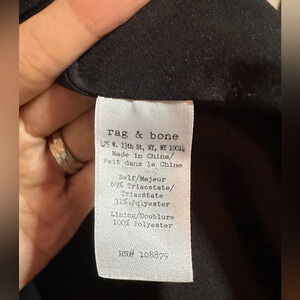 rag & bone
425 W. 13th St, NY, NY 10014
Made in China/
Fait dans la Chine
Self/Majeur
69% Triacetate/
Triacétate
31% Polyester
Lining/Doublure
100% Polyester
RN# 108879